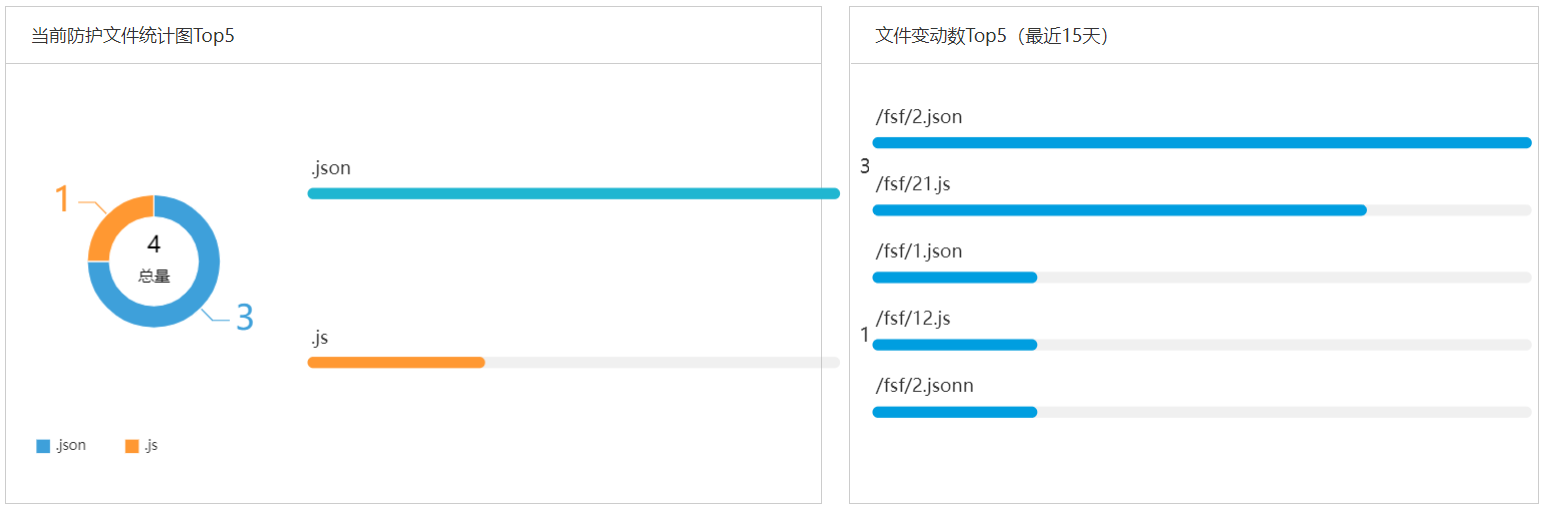 当前防护文件统计图Top5
.json
3
1
4
总量
3
.js
1
.json
.js
文件变动数Top5（最近15天）
/fsf/2.json
/fsf/21.js
/fsf/1.json
/fsf/12.js
/fsf/2.jsonn